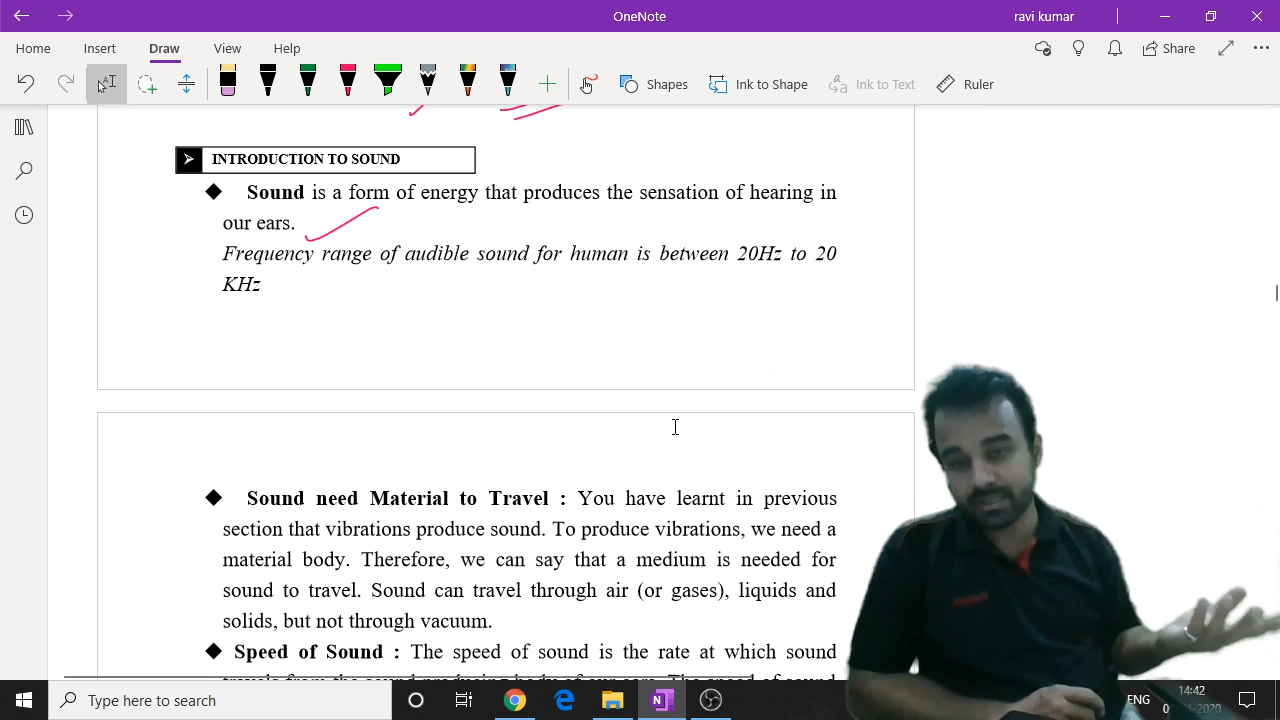 OneNote
ravi kumar
Home Insert Draw View Help
Share
Shapes
Ink to Shape
Ink to Text
Ruler
INTRODUCTION TO SOUND
Sound is a form of energy that produces the sensation of hearing in
our ears.
Frequency range of audible sound for human is between 20Hz to 20
KHz
Sound need Material to Travel : You have learnt in previous
section that vibrations produce sound. To produce vibrations, we need a
material body. Therefore, we can say that a medium is needed for
sound to travel. Sound can travel through air (or gases), liquids and
solids, but not through vacuum.
Speed of Sound : The speed of sound is the rate at which sound
Type here to search
ENG
14:42